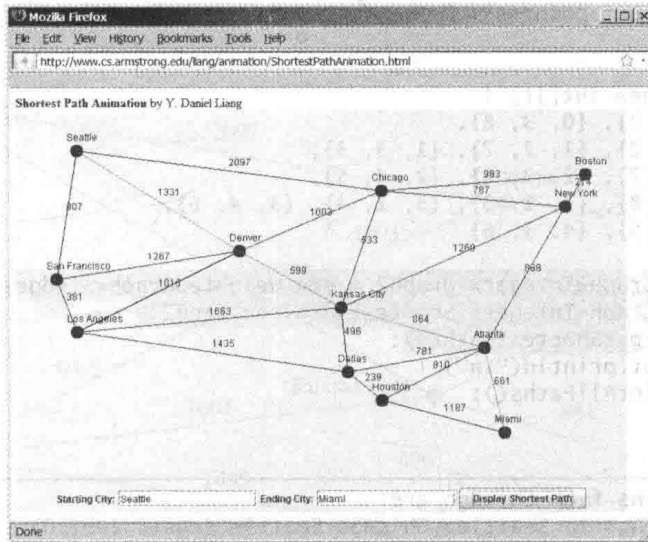 Mozilla Firefox
File Edit View History Bookmarks Tools Help
http://www.cs.armstrong.edu/liang/animation/ShortestPathAnimation.html
Shortest Path Animation by Y. Daniel Liang
Seattle
2097
Boston
983
Chicago
787
214
New York
1331
807
1003
Denver
533
1260
1267
San Francisco
599
888
1015
381
Kansas City
1663
864
Los Angeles
496
1435
Atlanta
781
Dallas
810
239
Houston
661
1187
Miami
Starting City: Seattle Ending City: Miami Display Shortest Path
Done